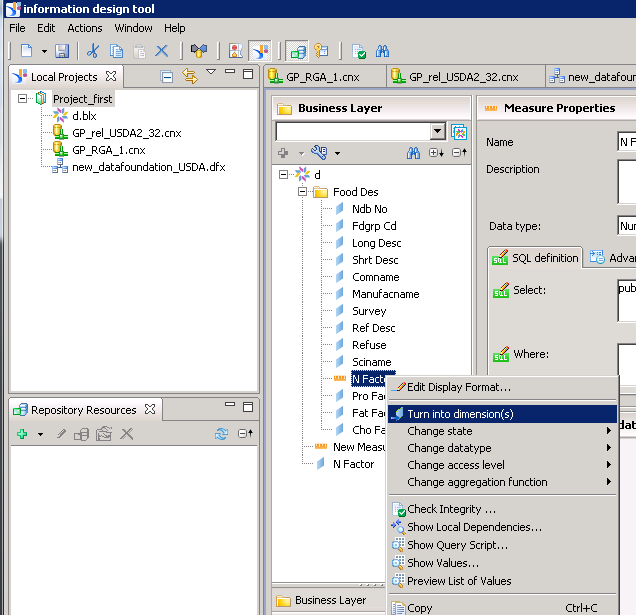 information design tool
File Edit Actions Window Help
Local Projects
Project_first
d.blx
GP_rel_USDA2_32.cnx
GP_RGA_1.cnx
new_datafoundation_USDA.dfx
Repository Resources
GP_RGA_1.cnx GP_rel_USDA2_32.cnx new_datafoun
Business Layer
d
Food Des
Ndb No
Fdgrp Cd
Long Desc
Shrt Desc
Comname
Manufacname
Survey
Ref Desc
Refuse
Sciname
N Facto
Pro Fa
Fat Fa
Cho Fa
New Measu
N Factor
Business Layer
Measure Properties
Name N F
Description
Data type: Nu
SQL definition Advar
Select: pub
Where:
dat
Edit Display Format...
Turn into dimension(s)
Change state
Change datatype
Change access level
Change aggregation function
Check Integrity ...
Show Local Dependencies...
Show Query Script...
Show Values...
Preview List of Values
Copy Ctrl+C